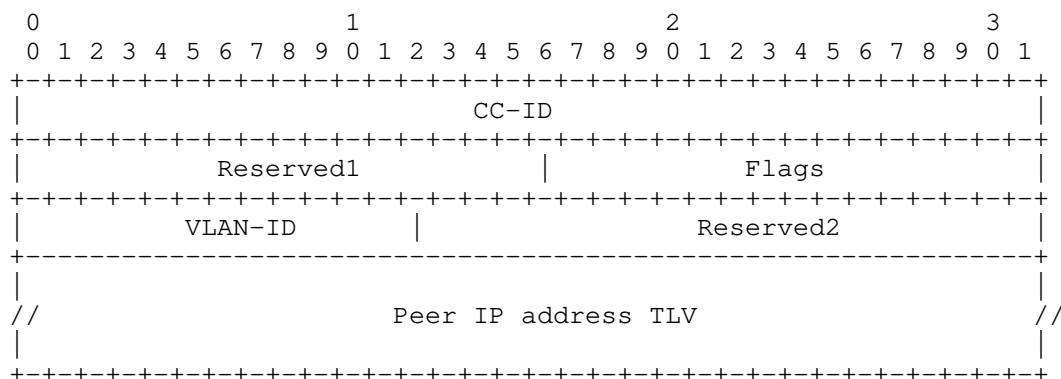 0                   1                   2                   3
 0 1 2 3 4 5 6 7 8 9 0 1 2 3 4 5 6 7 8 9 0 1 2 3 4 5 6 7 8 9 0 1
+-+-+-+-+-+-+-+-+-+-+-+-+-+-+-+-+-+-+-+-+-+-+-+-+-+-+-+-+-+-+-+-+
|                            CC-ID                              |
+-+-+-+-+-+-+-+-+-+-+-+-+-+-+-+-+-+-+-+-+-+-+-+-+-+-+-+-+-+-+-+-+
|            Reserved1           |            Flags             |
+-+-+-+-+-+-+-+-+-+-+-+-+-+-+-+-+-+-+-+-+-+-+-+-+-+-+-+-+-+-+-+-+
|          VLAN-ID       |                 Reserved2            |
+---------------------------------------------------------------+
|                                                               |
//                      Peer IP address TLV                     //
|                                                               |
+-+-+-+-+-+-+-+-+-+-+-+-+-+-+-+-+-+-+-+-+-+-+-+-+-+-+-+-+-+-+-+-+